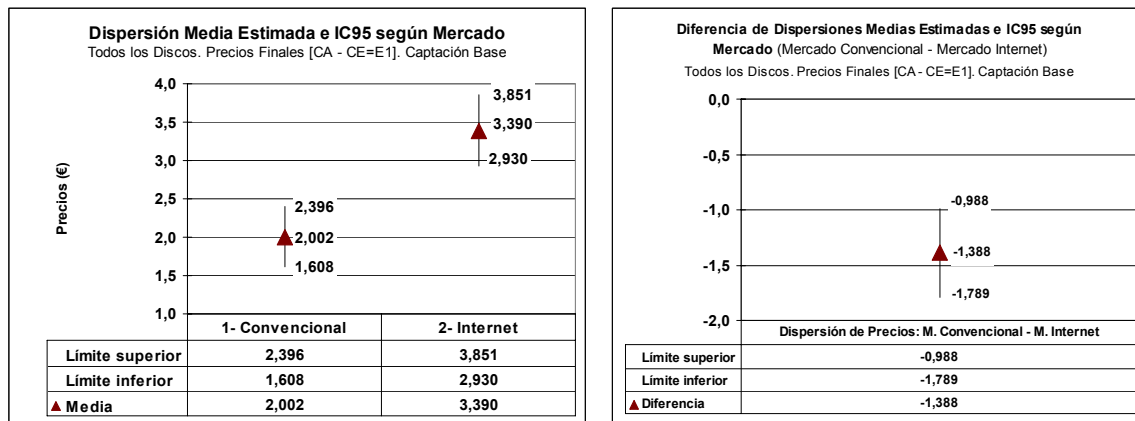 Dispersión Media Estimada e IC95 según Mercado
Todos los Discos. Precios Finales [CA - CE=E1]. Captación Base
Precios (€)
4,0
3,5
3,0
2,5
2,0
1,5
1,0
3,851
3,390
2,930
2,396
2,002
1,608
1- Convencional 2- Internet
Límite superior 2,396 3,851
Límite inferior 1,608 2,930
Media 2,002 3,390
Diferencia de Dispersiones Medias Estimadas e IC95 según
Mercado (Mercado Convencional - Mercado Internet)
Todos los Discos. Precios Finales [CA - CE=E1]. Captación Base
0,0
-0,5
-1,0
-1,5
-2,0
-0,988
-1,388
-1,789
Dispersión de Precios: M. Convencional - M. Internet
Límite superior -0,988
Límite inferior -1,789
Diferencia -1,388